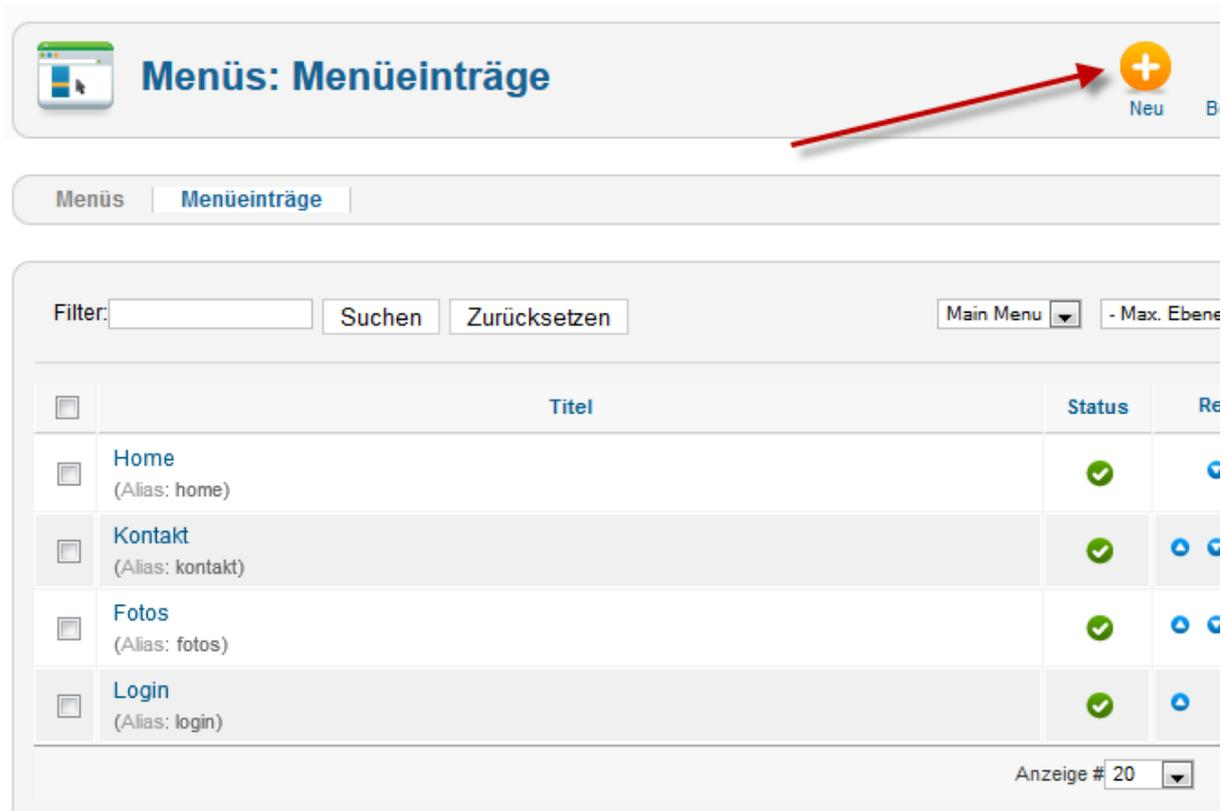 Menüs: Menüeinträge
Neu
Menüs Menüeinträge
Filter: Suchen Zurücksetzen Main Menu - Max. Ebene
Titel Status
Home
(Alias: home)
Kontakt
(Alias: kontakt)
Fotos
(Alias: fotos)
Login
(Alias: login)
Anzeige # 20